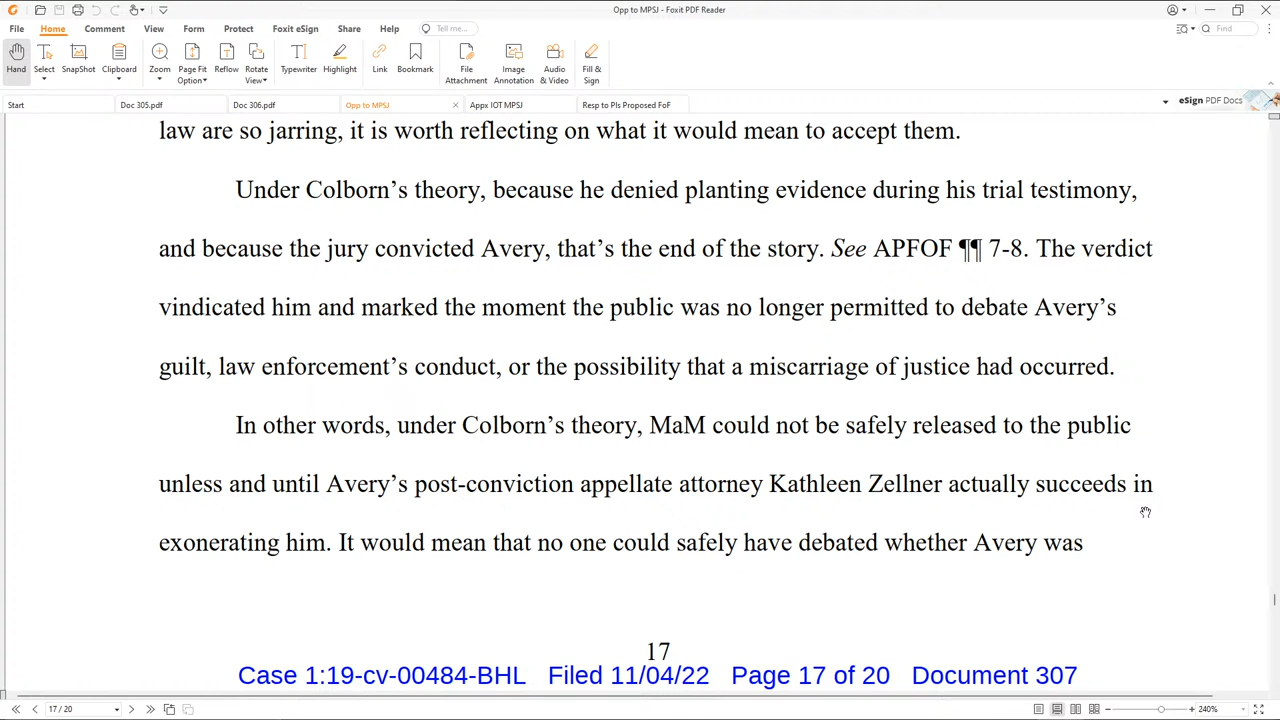 Opp to MPSJ - Foxit PDF Reader
File Home Comment View Form Protect Foxit eSign Share Help Tell me... Find
Hand Select SnapShot Clipboard Zoom Page Fit Option Reflow Rotate View Typewriter Highlight Link Bookmark File Attachment Image Annotation Audio & Video Fill & Sign
Start Doc 305.pdf Doc 306.pdf Opp to MPSJ Appx IOT MPSJ Resp to Pls Proposed FoF eSign PDF Docs
law are so jarring, it is worth reflecting on what it would mean to accept them.
Under Colborn’s theory, because he denied planting evidence during his trial testimony,
and because the jury convicted Avery, that’s the end of the story. See APFOF ¶¶ 7-8. The verdict
vindicated him and marked the moment the public was no longer permitted to debate Avery’s
guilt, law enforcement’s conduct, or the possibility that a miscarriage of justice had occurred.
In other words, under Colborn’s theory, MaM could not be safely released to the public
unless and until Avery’s post-conviction appellate attorney Kathleen Zellner actually succeeds in
exonerating him. It would mean that no one could safely have debated whether Avery was
17
Case 1:19-cv-00484-BHL Filed 11/04/22 Page 17 of 20 Document 307
17 / 20 240%